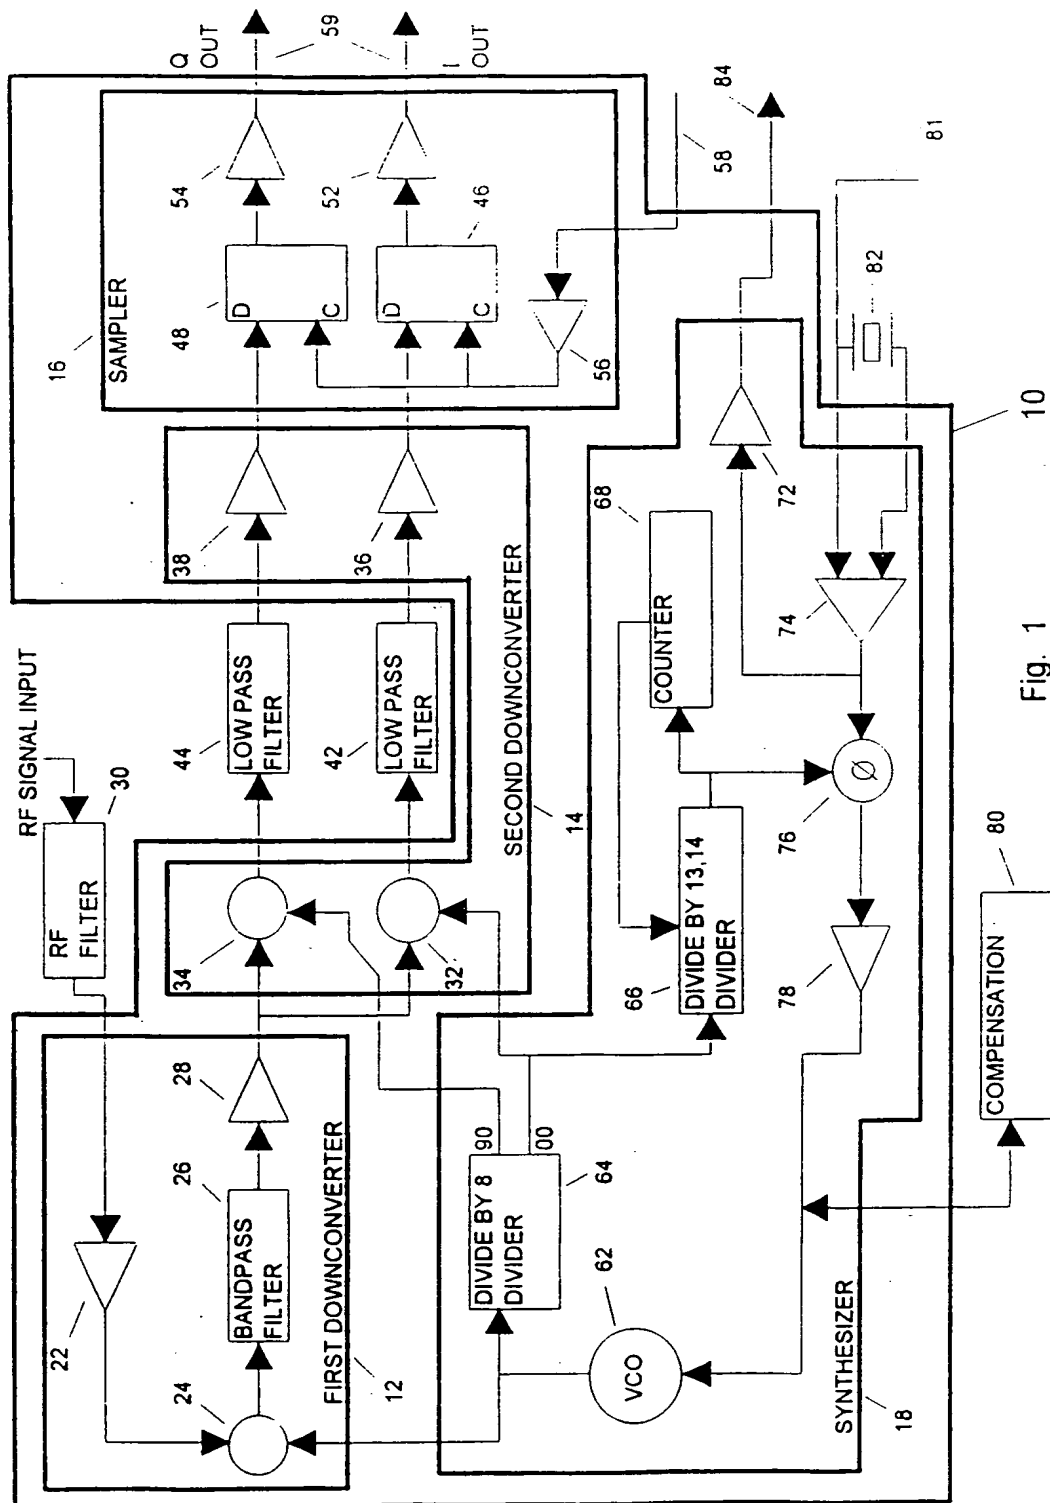 RF SIGNAL INPUT
RF
FILTER
30
22
24
BANDPASS
FILTER
26
28
FIRST DOWNCONVERTER
12
34
32
44
LOW PASS
FILTER
42
LOW PASS
FILTER
38
36
SECOND DOWNCONVERTER
14
16
SAMPLER
48
D
C
D
C
46
54
52
56
Q
OUT
59
I
OUT
58
84
DIVIDE BY 8
DIVIDER
90
00
64
62
VCO
66
DIVIDE BY 13,14
DIVIDER
COUNTER
68
72
74
76
Ø
78
SYNTHESIZER
18
COMPENSATION
80
81
82
10
Fig. 1